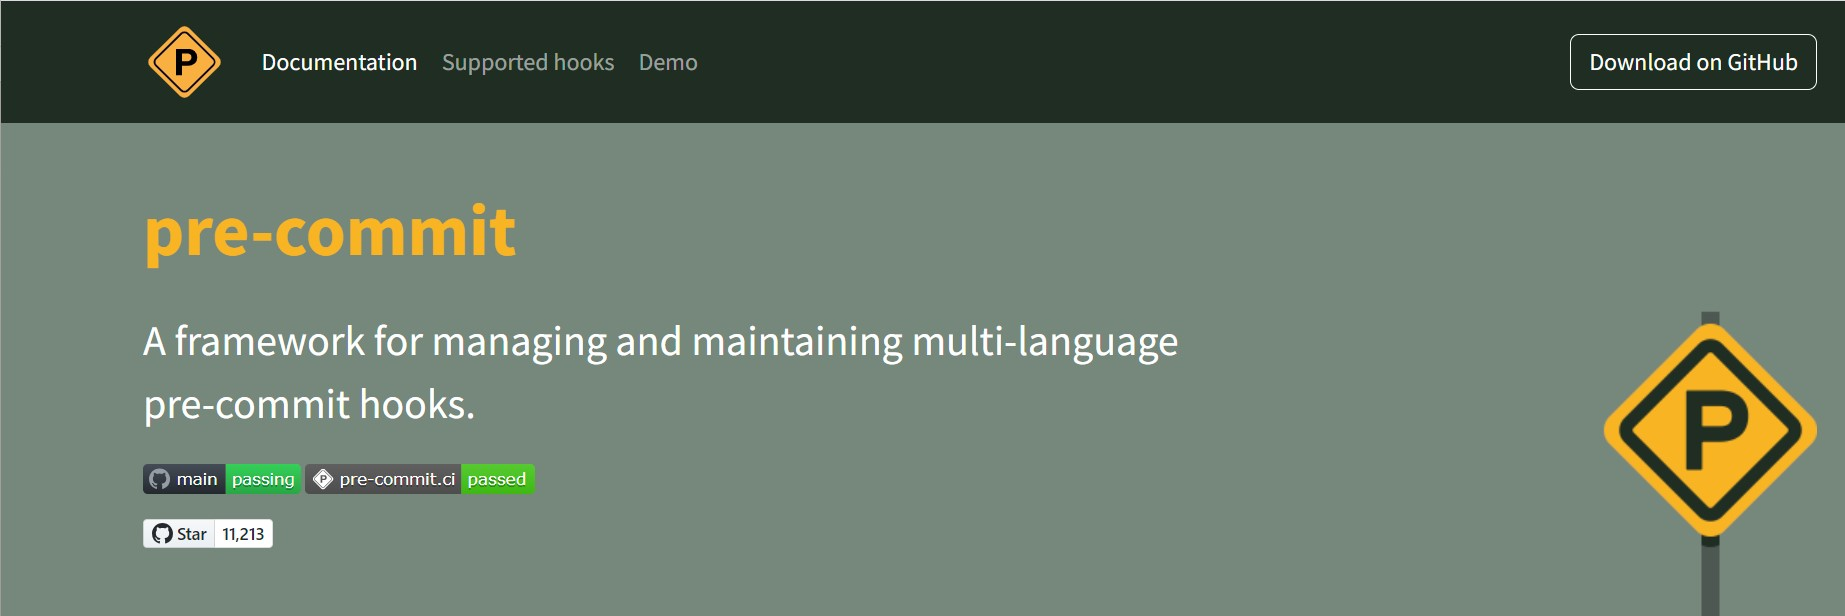 P Documentation Supported hooks Demo Download on GitHub
pre-commit
A framework for managing and maintaining multi-language
pre-commit hooks.
P
main passing P pre-commit.ci passed
Star 11,213